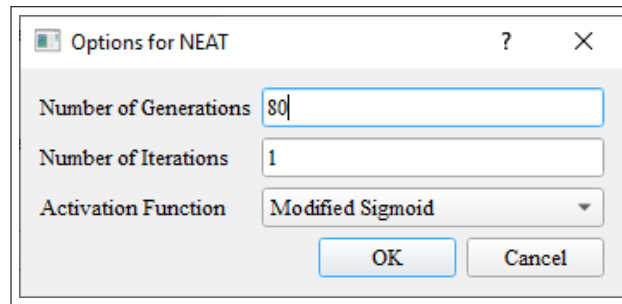 Options for NEAT ?
Number of Generations 80
Number of Iterations 1
Activation Function Modified Sigmoid
OK Cancel